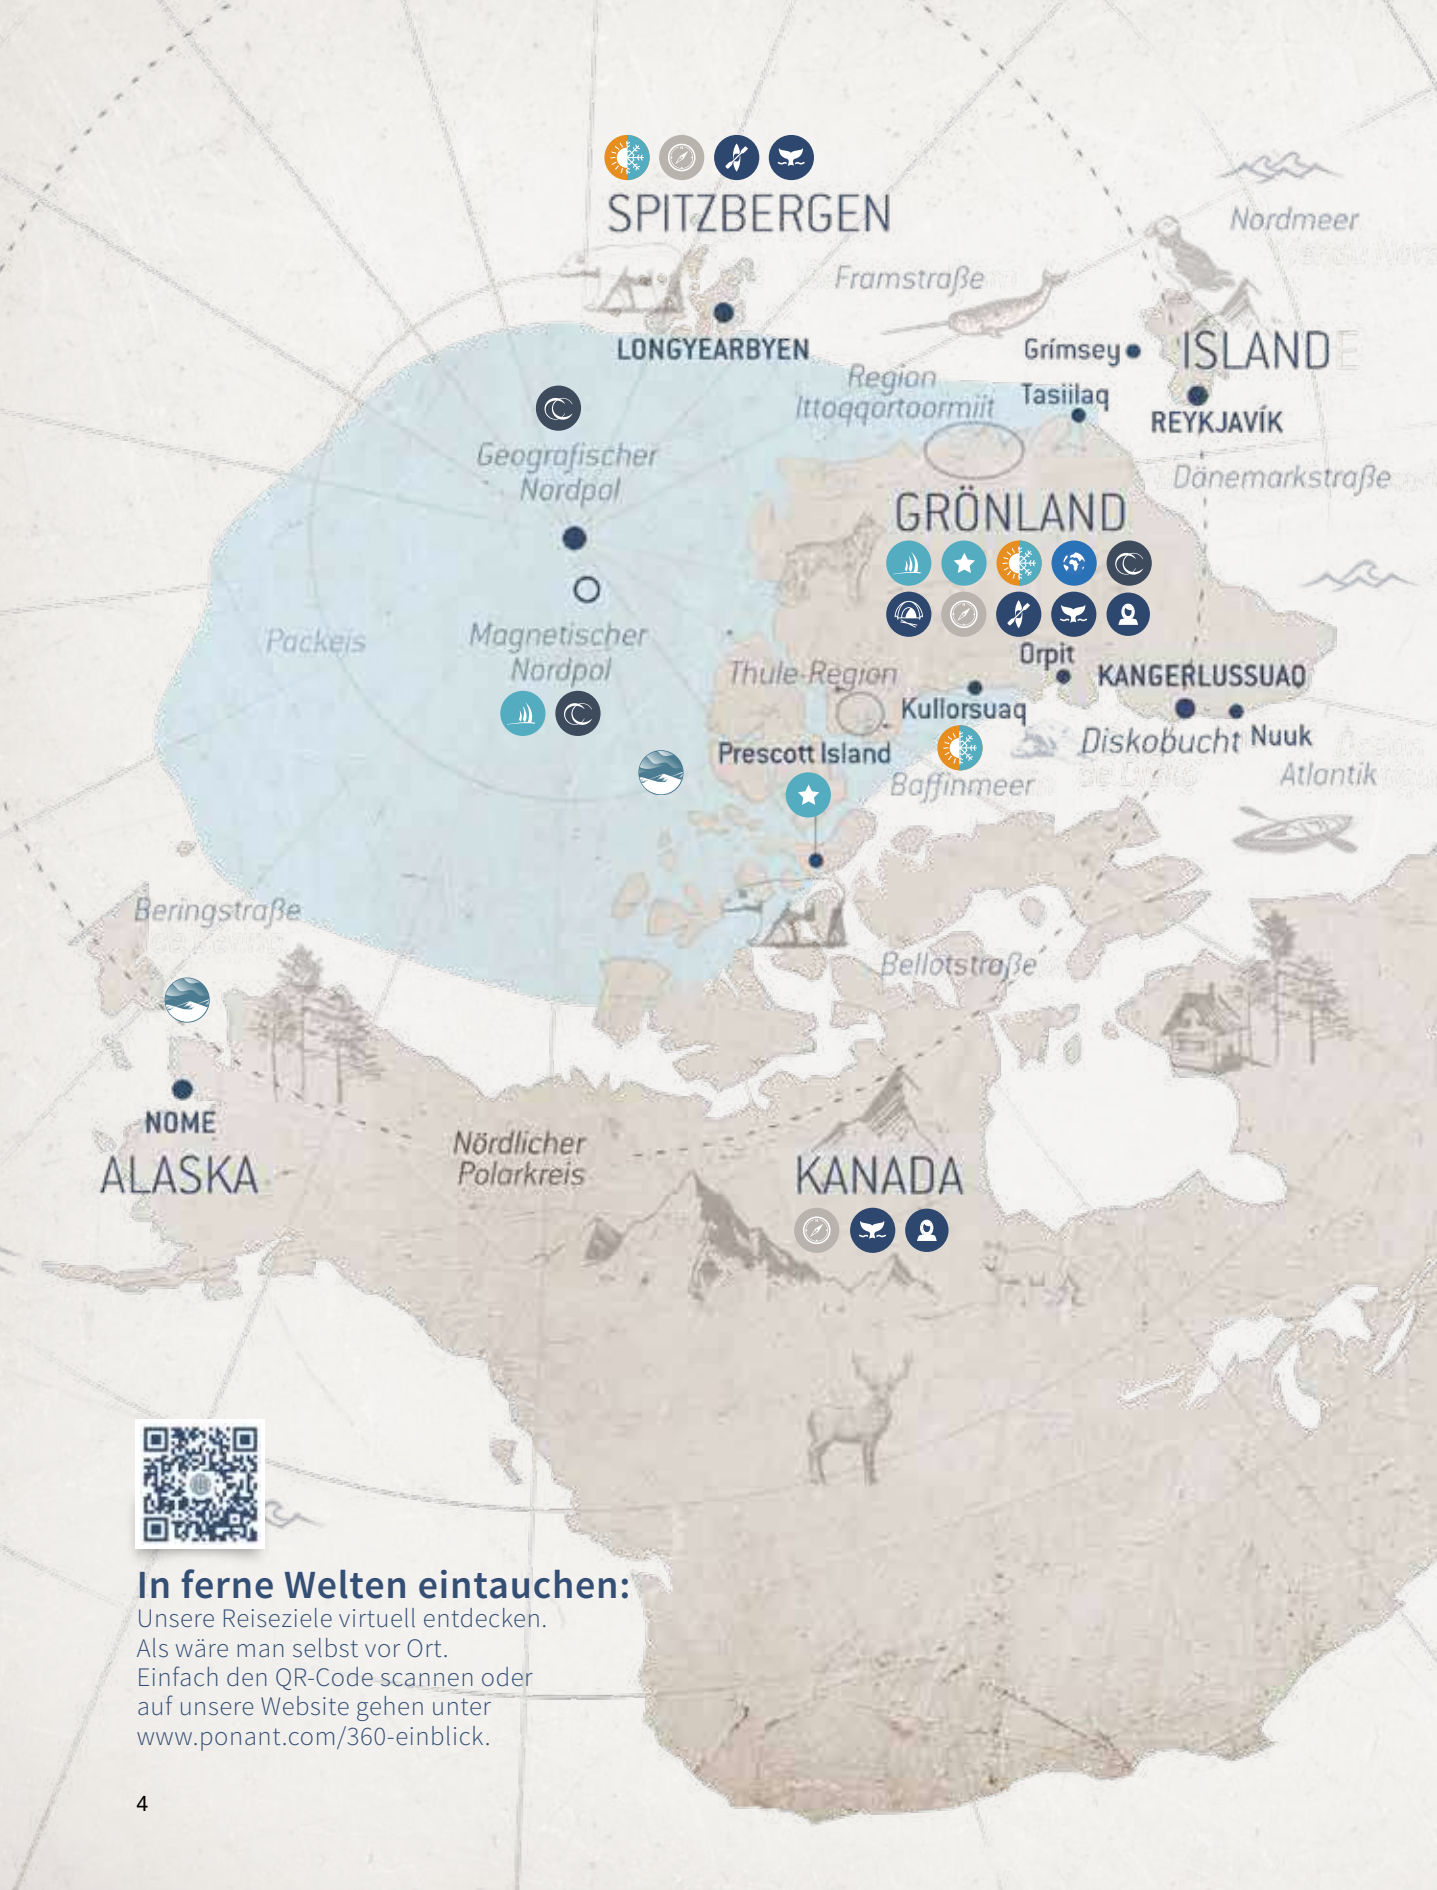 SPITZBERGEN
Nordmeer
Framstraße
LONGYEARBYEN
Grímsey
ISLAND
Region
Ittoqqortoormiit
Tasiilaq
REYKJAVÍK
Geografischer
Nordpol
Dänemarkstraße
GRÖNLAND
Packeis
Magnetischer
Nordpol
Orpit
Thule-Region
KANGERLUSSUAQ
Kullorsuaq
Diskobucht
Nuuk
Prescott Island
Baffinmeer
Atlantik
Beringstraße
Bellotstraße
NOME
ALASKA
Nördlicher
Polarkreis
KANADA
In ferne Welten eintauchen:
Unsere Reiseziele virtuell entdecken.
Als wäre man selbst vor Ort.
Einfach den QR-Code scannen oder
auf unsere Website gehen unter
www.ponant.com/360-einblick.
4